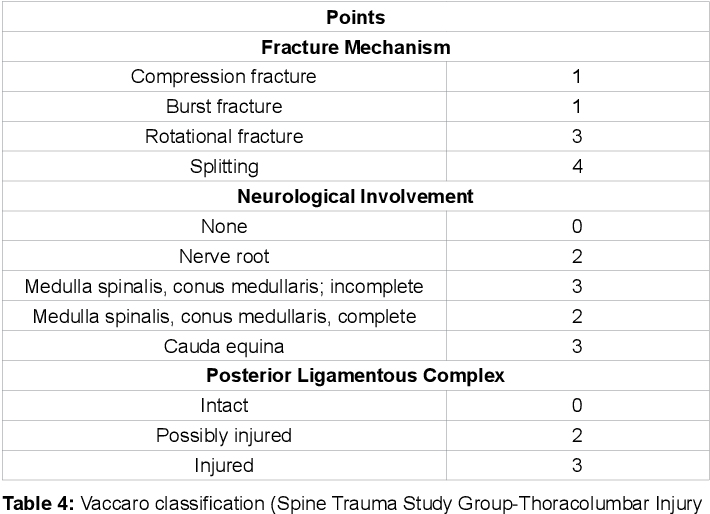 Points
Fracture Mechanism
Compression fracture 1
Burst fracture 1
Rotational fracture 3
Splitting 4
Neurological Involvement
None 0
Nerve root 2
Medulla spinalis, conus medullaris; incomplete 3
Medulla spinalis, conus medullaris, complete 2
Cauda equina 3
Posterior Ligamentous Complex
Intact 0
Possibly injured 2
Injured 3
Table 4: Vaccaro classification (Spine Trauma Study Group-Thoracolumbar Injury